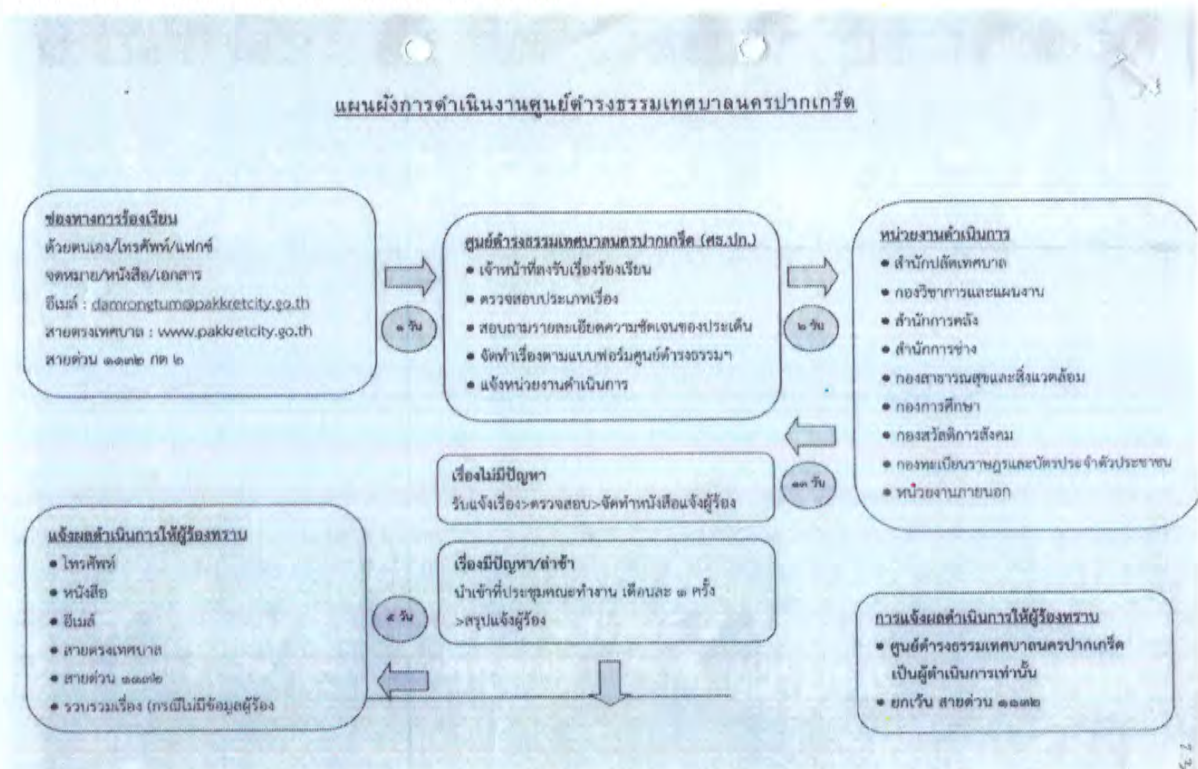 แผนผังการดำเนินงานศูนย์ดำรงธรรมเทศบาลนครปากเกร็ด
ช่องทางการร้องเรียน
ด้วยตนเอง/โทรศัพท์/แฟกซ์
จดหมาย/หนังสือ/เอกสาร
อีเมล์ : damrongtum@pakkretcity.go.th
สายตรงเทศบาล : www.pakkretcity.go.th
สายด่วน ๑๑๓๒ กด ๒
๑ วัน
ศูนย์ดำรงธรรมเทศบาลนครปากเกร็ด (ศธ.ปก.)
● เจ้าหน้าที่ลงรับเรื่องร้องเรียน
● ตรวจสอบประเภทเรื่อง
● สอบถามรายละเอียดความชัดเจนของประเด็น
● จัดทำเรื่องตามแบบฟอร์มศูนย์ดำรงธรรมฯ
● แจ้งหน่วยงานดำเนินการ
๒ วัน
หน่วยงานดำเนินการ
● สำนักปลัดเทศบาล
● กองวิชาการและแผนงาน
● สำนักการคลัง
● สำนักการช่าง
● กองสาธารณสุขและสิ่งแวดล้อม
● กองการศึกษา
● กองสวัสดิการสังคม
● กองทะเบียนราษฎรและบัตรประจำตัวประชาชน
● หน่วยงานภายนอก
วัน
เรื่องไม่มีปัญหา
รับแจ้งเรื่อง>ตรวจสอบ>จัดทำหนังสือแจ้งผู้ร้อง
เรื่องมีปัญหา/ล่าช้า
นำเข้าที่ประชุมคณะทำงาน เดือนละ ๑ ครั้ง
>สรุปแจ้งผู้ร้อง
วัน
แจ้งผลดำเนินการให้ผู้ร้องทราบ
● โทรศัพท์
● หนังสือ
● อีเมล์
● สายตรงเทศบาล
● สายด่วน ๑๑๓๒
● รวบรวมเรื่อง (กรณีไม่มีข้อมูลผู้ร้อง
การแจ้งผลดำเนินการให้ผู้ร้องทราบ
● ศูนย์ดำรงธรรมเทศบาลนครปากเกร็ด
เป็นผู้ดำเนินการเท่านั้น
● ยกเว้น สายด่วน ๑๑๓๒